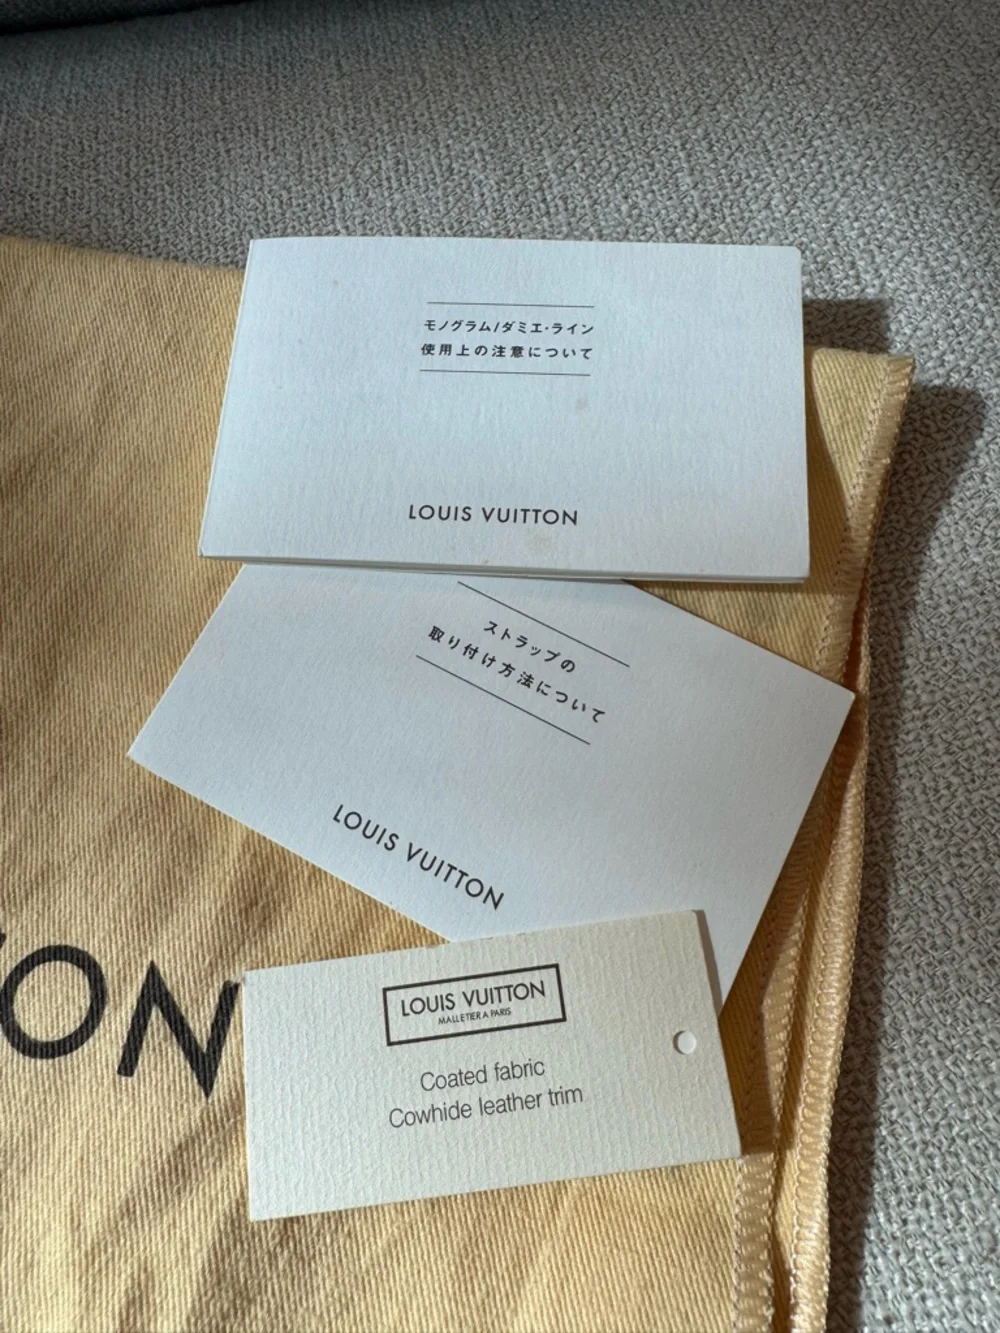 モノグラム/ダミエ・ライン
使用上の注意について
LOUIS VUITTON
ストラップの
取り付け方法について
LOUIS VUITTON
TON
LOUIS VUITTON
MALLETIER A PARIS
Coated fabric
Cowhide leather trim